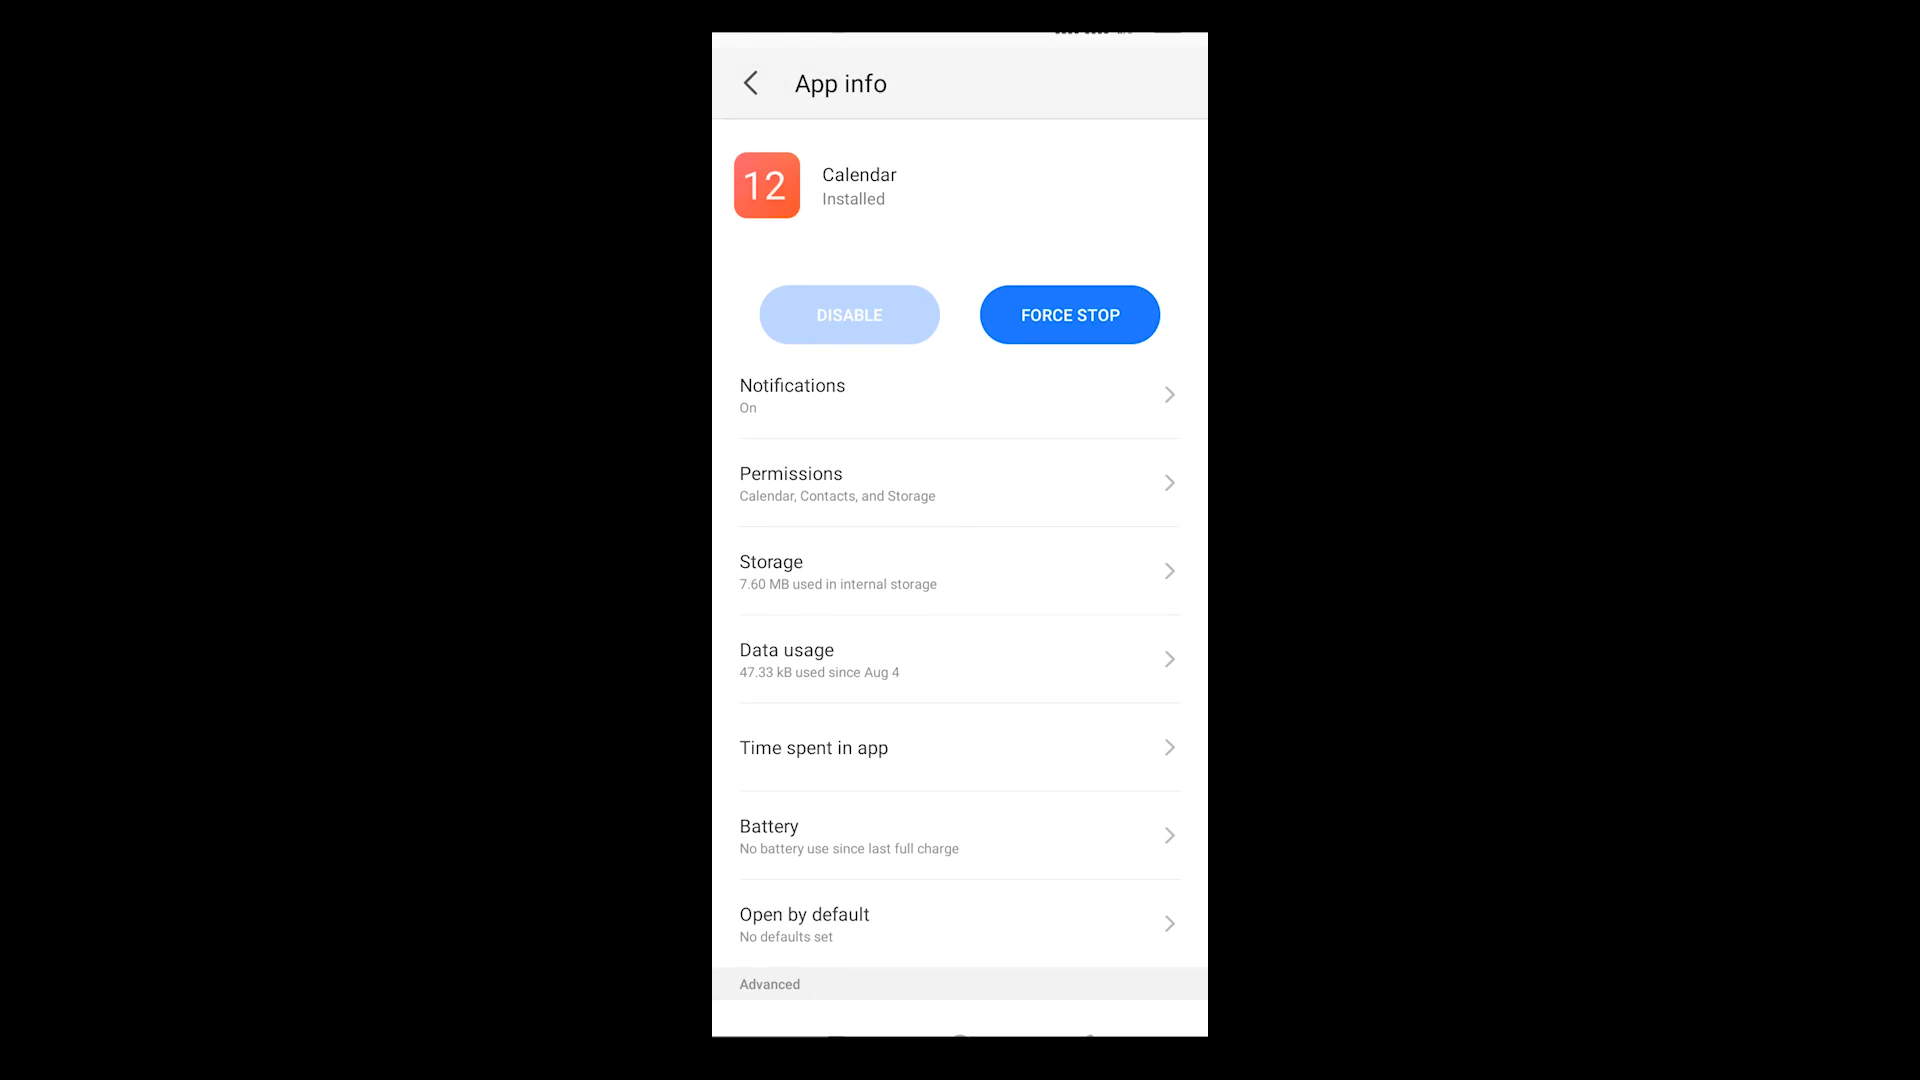 App info
12
Calendar
Installed
DISABLE
FORCE STOP
Notifications
On
Permissions
Calendar, Contacts, and Storage
Storage
7.60 MB used in internal storage
Data usage
47.33 kB used since Aug 4
Time spent in app
Battery
No battery use since last full charge
Open by default
No defaults set
Advanced